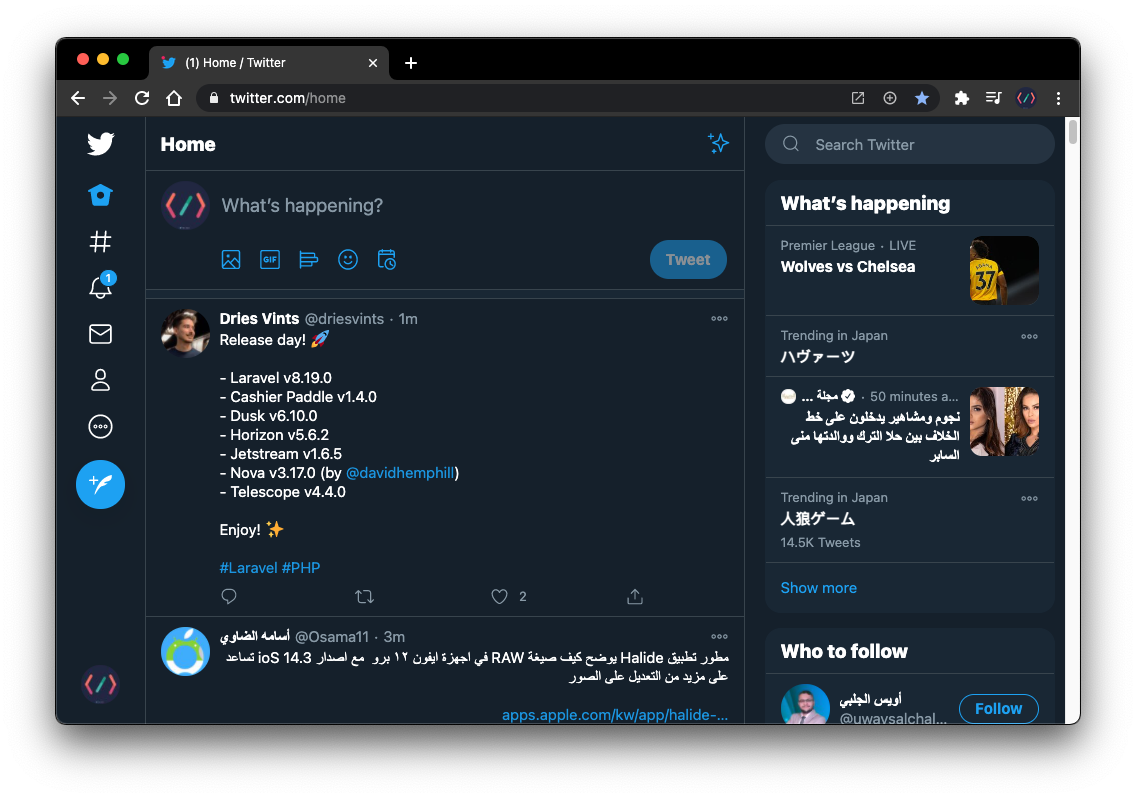 (1) Home / Twitter
twitter.com/home
Home
What's happening?
GIF
Tweet
1
Dries Vints @driesvints · 1m
Release day! 🚀
- Laravel v8.19.0
- Cashier Paddle v1.4.0
- Dusk v6.10.0
- Horizon v5.6.2
- Jetstream v1.6.5
- Nova v3.17.0 (by @davidhemphill)
- Telescope v4.4.0
Enjoy! ✨
#Laravel #PHP
2
أسامه الضاوي @Osama11 · 3m
مطور تطبيق Halide يوضح كيف صيغة RAW في اجهزة ايفون ١٢ برو مع اصدار ioS 14.3 تساعد
على مزيد من التعديل على الصور
apps.apple.com/kw/app/halide-...
Search Twitter
What's happening
Premier League · LIVE
Wolves vs Chelsea
ADAMA
37
Trending in Japan
ハヴァーツ
مجلة ... · 50 minutes a...
نجوم ومشاهير يدخلون على خط
الخلاف بين حلا الترك ووالدتها منى
السابر
Trending in Japan
人狼ゲーム
14.5K Tweets
Show more
Who to follow
أويس الجلبي
@uwaysalchal...
Follow